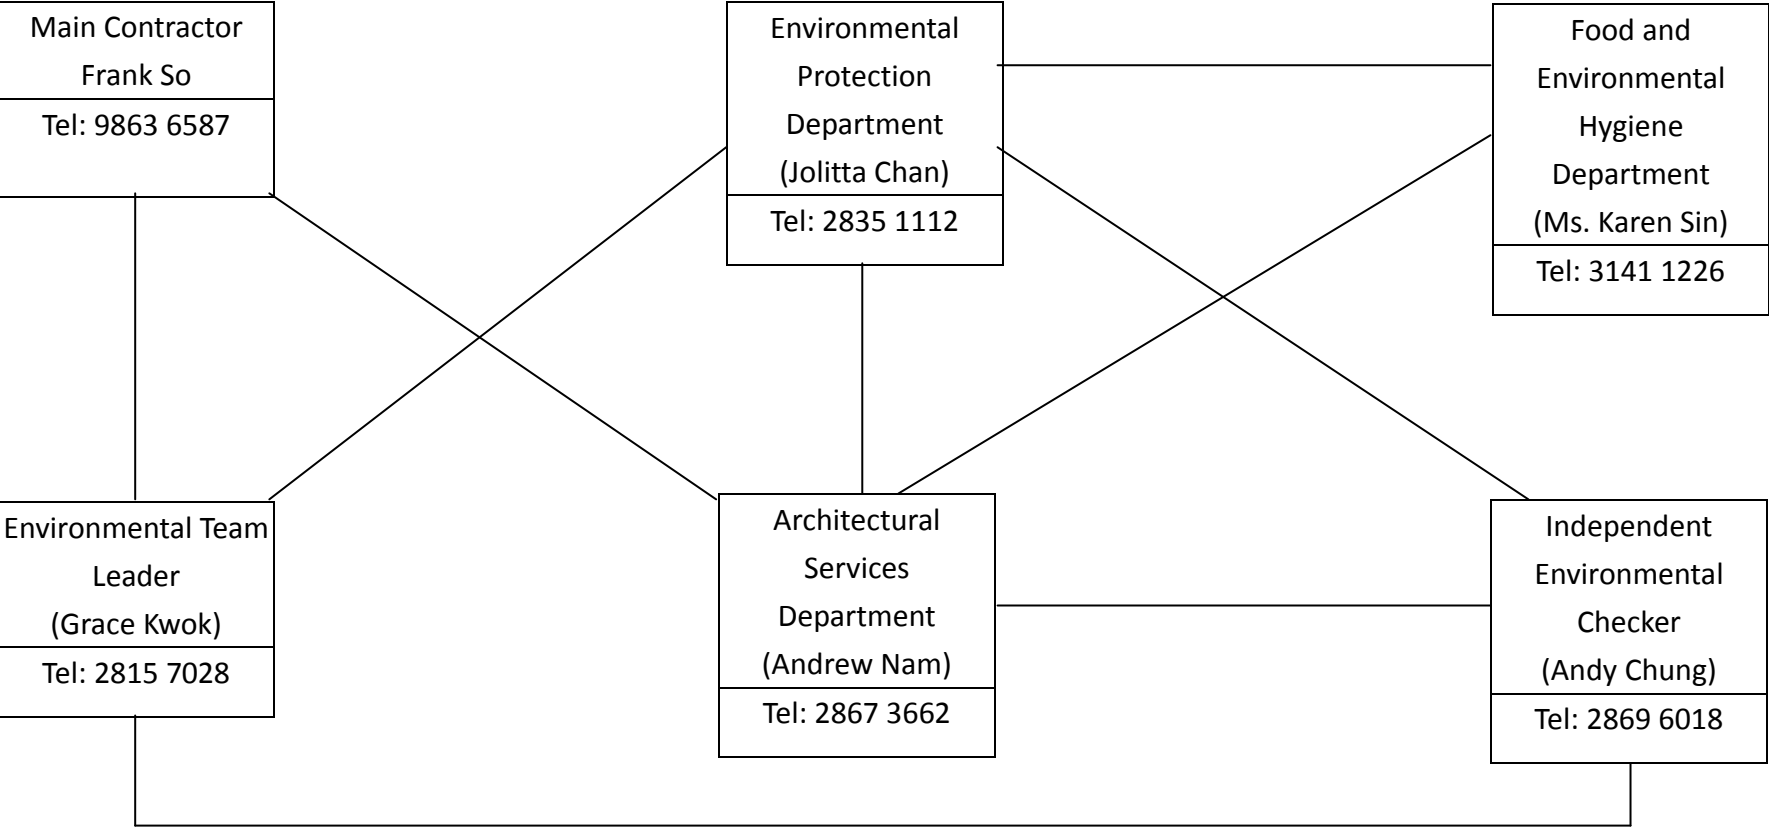 Main Contractor
Frank So
Tel: 9863 6587
Environmental
Protection
Department
(Jolitta Chan)
Tel: 2835 1112
Food and
Environmental
Hygiene
Department
(Ms. Karen Sin)
Tel: 3141 1226
Environmental Team
Leader
(Grace Kwok)
Tel: 2815 7028
Architectural
Services
Department
(Andrew Nam)
Tel: 2867 3662
Independent
Environmental
Checker
(Andy Chung)
Tel: 2869 6018